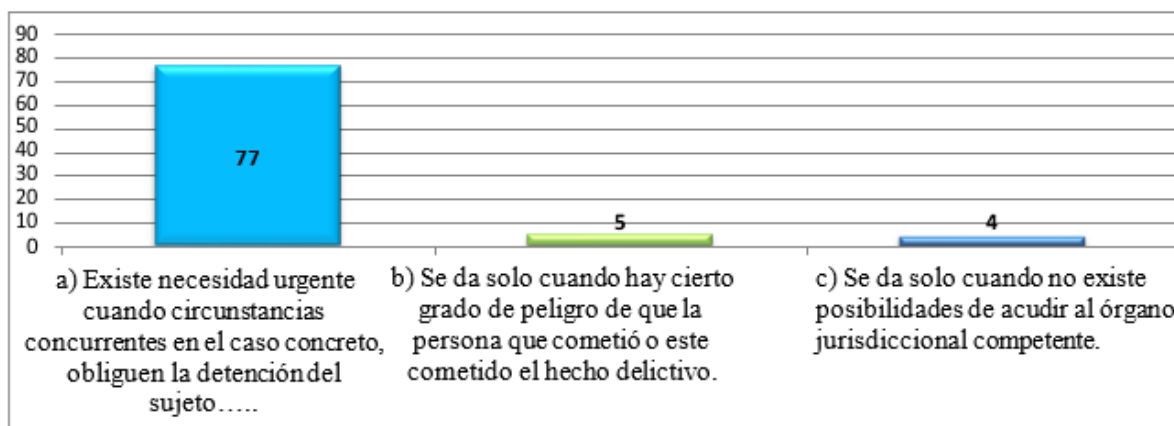 90
80
70
60
50
40
30
20
10
0
77
5
4
a) Existe necesidad urgente
cuando circunstancias
concurrentes en el caso concreto,
obliguen la detención del
sujeto.....
b) Se da solo cuando hay cierto
grado de peligro de que la
persona que cometió o este
cometido el hecho delictivo.
c) Se da solo cuando no existe
posibilidades de acudir al órgano
jurisdiccional competente.